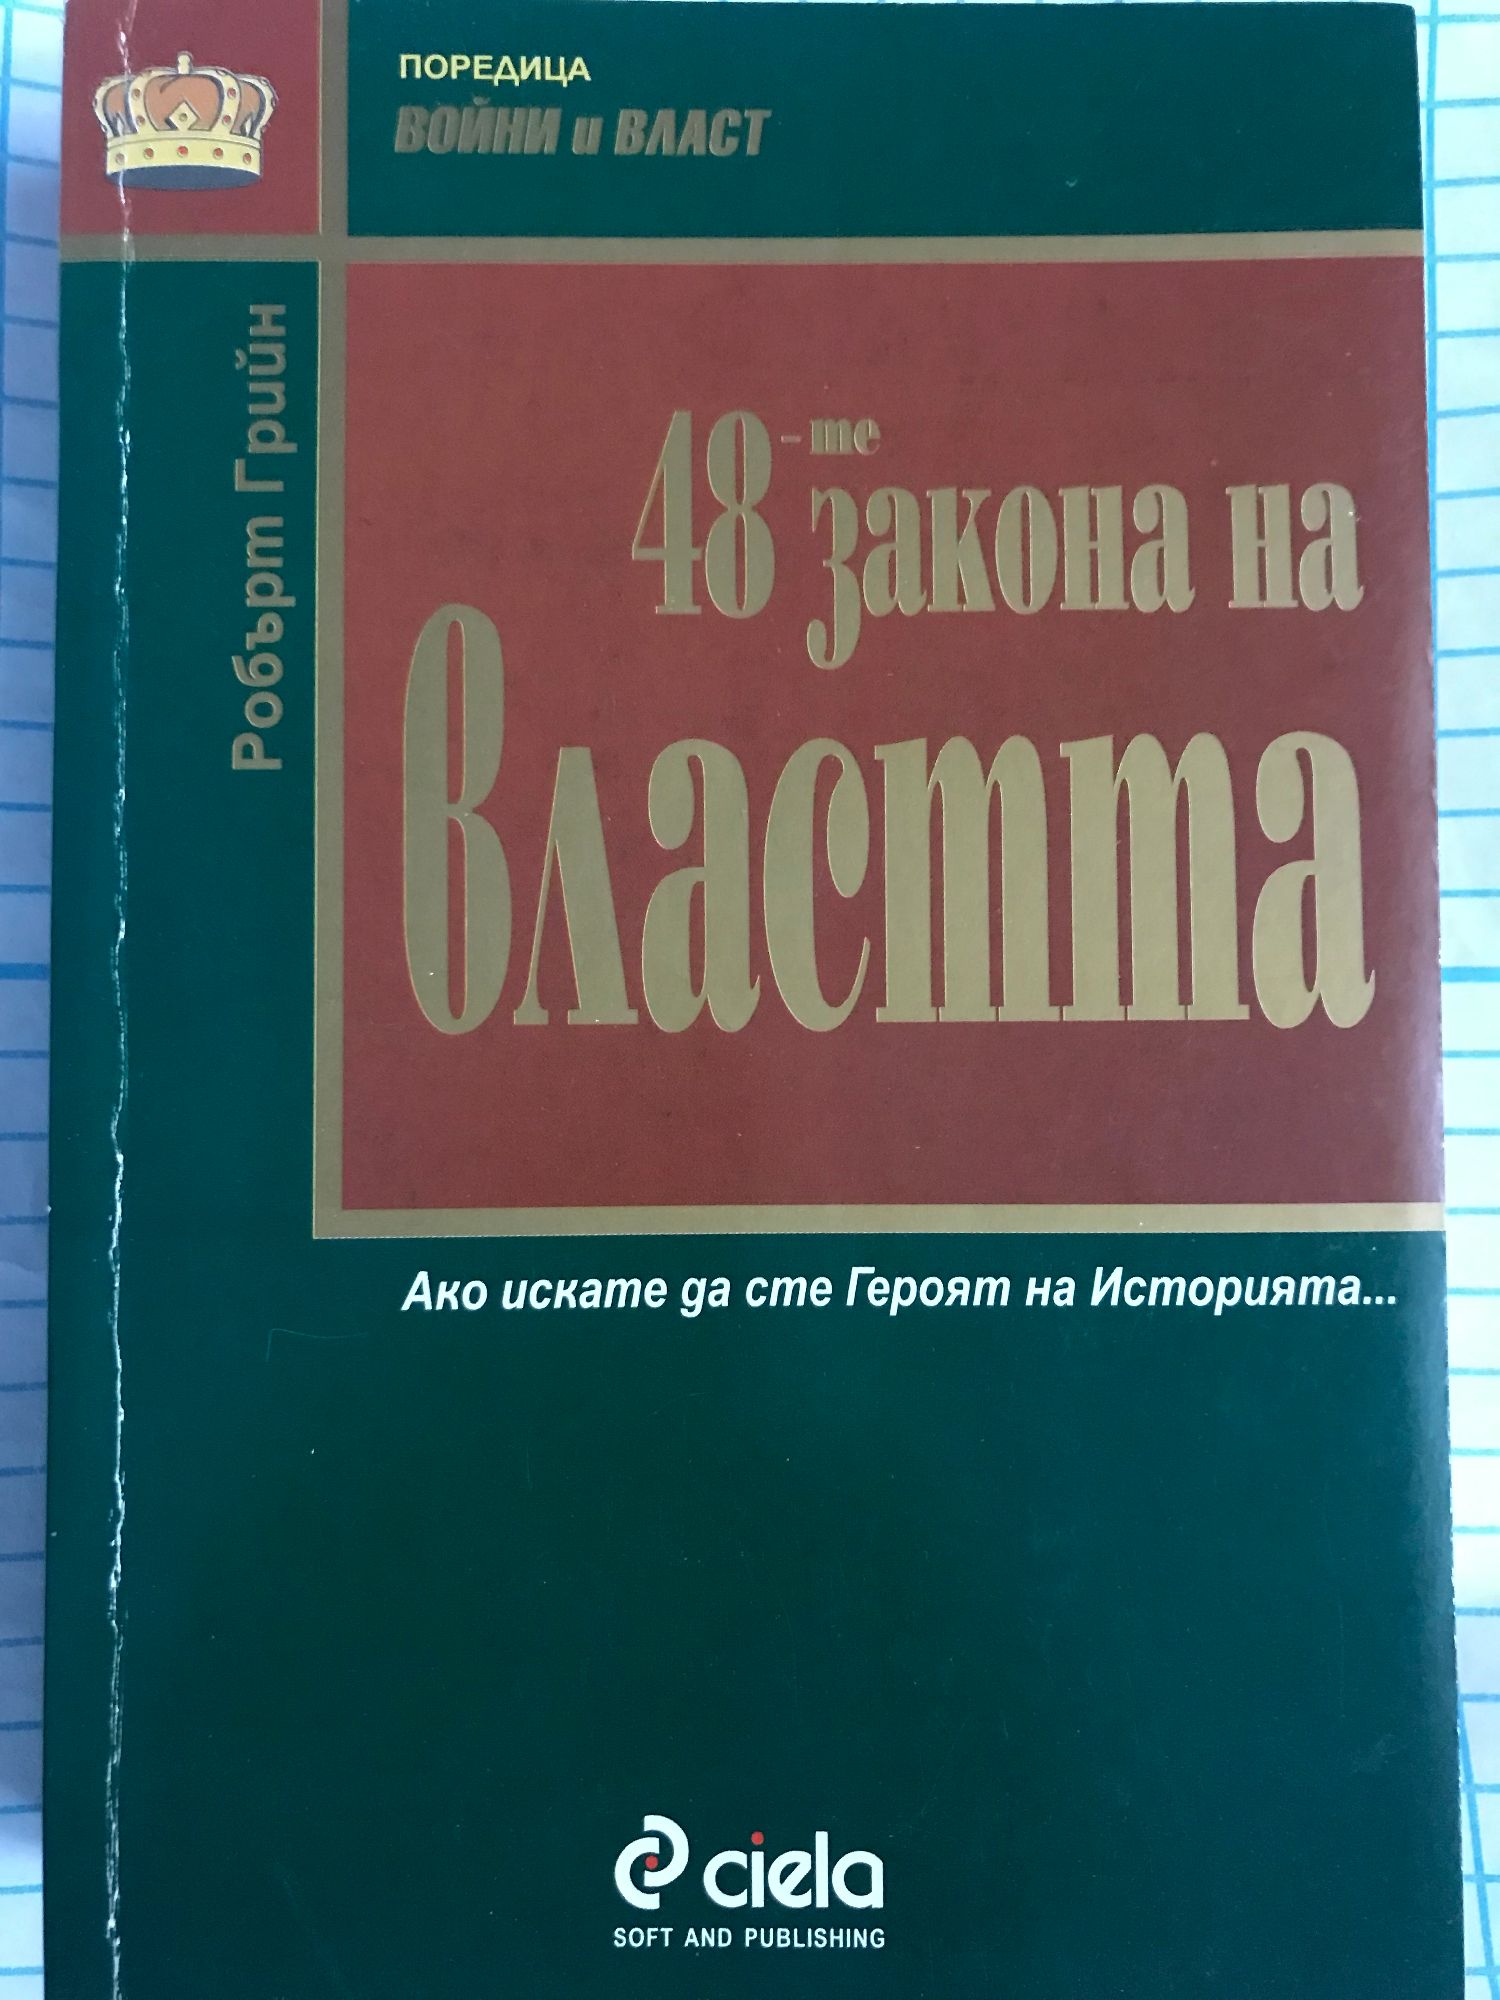 ПОРЕДИЦА
ВОЙНИ и ВЛАСТ
Робърт Грийн
48-те закона на
властта
Ако искате да сте Героят на Историята...
ciela
SOFT AND PUBLISHING